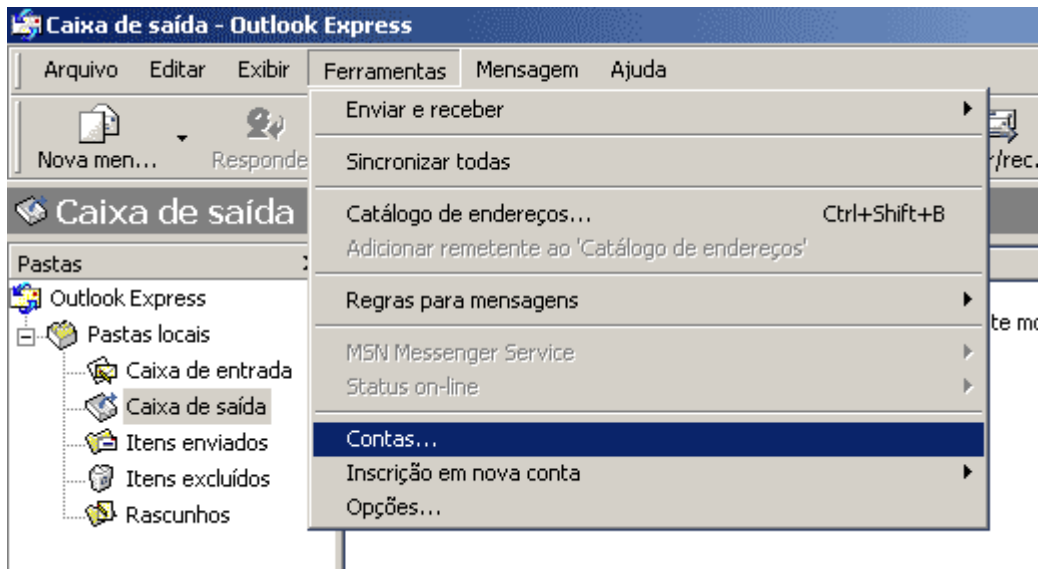 Caixa de saída - Outlook Express
Arquivo Editar Exibir Ferramentas Mensagem Ajuda
Nova men... Responde /rec.
Caixa de saída
Pastas
Outlook Express
Pastas locais
Caixa de entrada
Caixa de saída
Itens enviados
Itens excluídos
Rascunhos
Enviar e receber
Sincronizar todas
Catálogo de endereços... Ctrl+Shift+B
Adicionar remetente ao 'Catálogo de endereços'
Regras para mensagens
MSN Messenger Service
Status on-line
Contas...
Inscrição em nova conta
Opções...